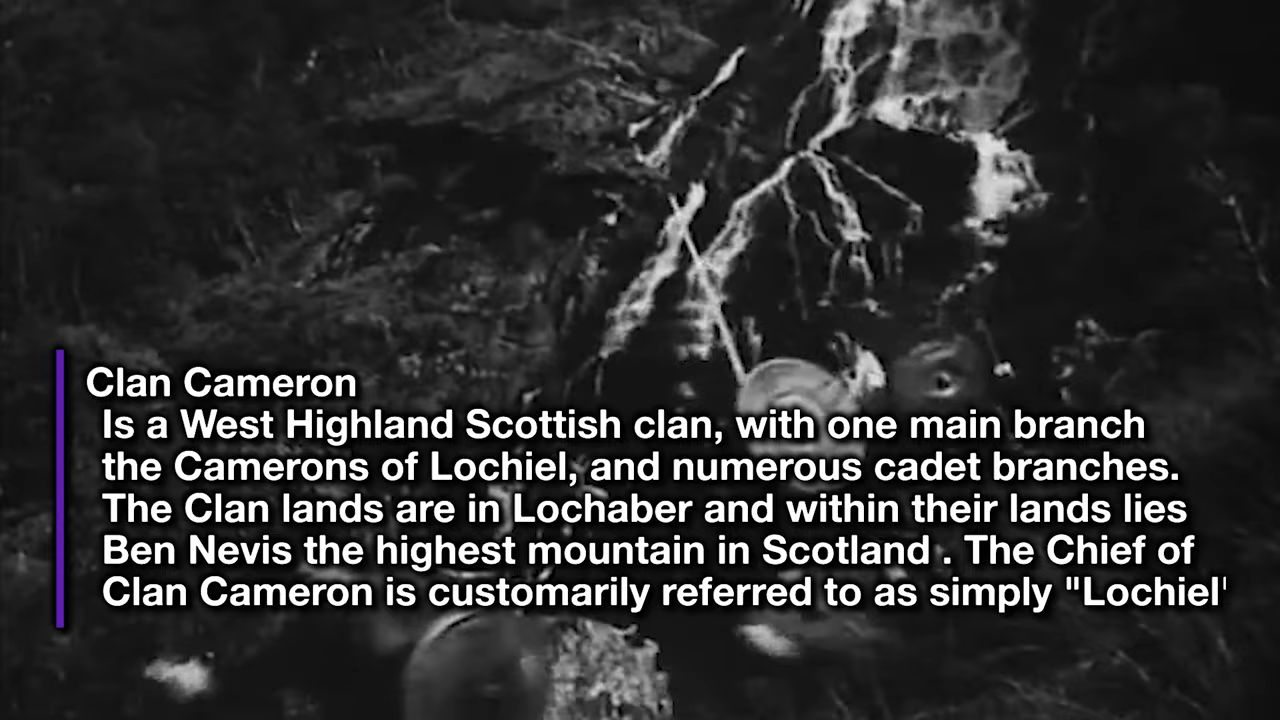 Clan Cameron
Is a West Highland Scottish clan, with one main branch
the Camerons of Lochiel, and numerous cadet branches.
The Clan lands are in Lochaber and within their lands lies
Ben Nevis the highest mountain in Scotland . The Chief of
Clan Cameron is customarily referred to as simply "Lochiel'